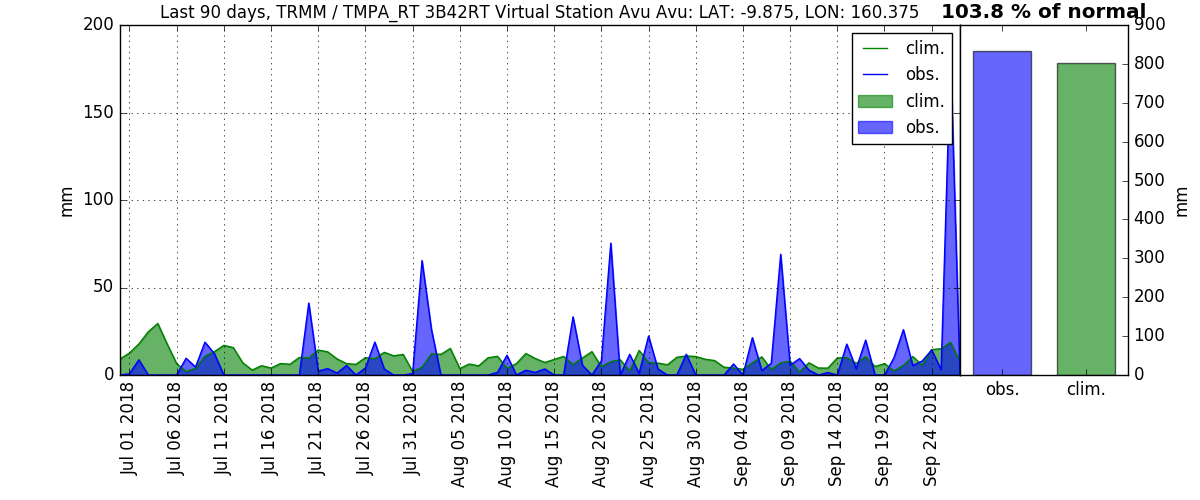 Last 90 days, TRMM / TMPA_RT 3B42RT Virtual Station Avu Avu: LAT: -9.875, LON: 160.375
103.8 % of normal
200
150
100
50
0
mm
clim.
obs.
clim.
obs.
900
800
700
600
500
400
300
200
100
0
mm
Jul 01 2018
Jul 06 2018
Jul 11 2018
Jul 16 2018
Jul 21 2018
Jul 26 2018
Jul 31 2018
Aug 05 2018
Aug 10 2018
Aug 15 2018
Aug 20 2018
Aug 25 2018
Aug 30 2018
Sep 04 2018
Sep 09 2018
Sep 14 2018
Sep 19 2018
Sep 24 2018
obs.
clim.